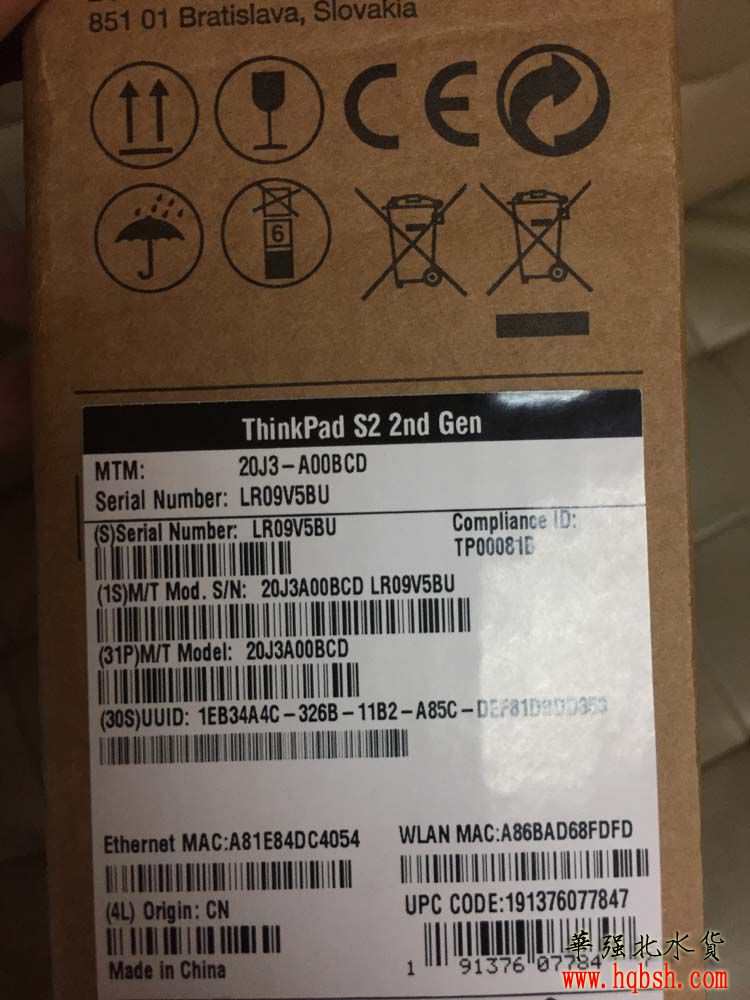 851 01 Bratislava, Slovakia
CE
6
ThinkPad S2 2nd Gen
MTM: 20J3-A00BCD
Serial Number: LR09V5BU
(S)Serial Number: LR09V5BU
Compliance ID:
TP00081B
(1S)M/T Mod. S/N: 20J3A00BCD LR09V5BU
(31P)M/T Model: 20J3A00BCD
(30S)UUID: 1EB34A4C-326B-11B2-A85C-
Ethernet MAC:A81E84DC4054
WLAN MAC:A86BAD68FDFD
(4L) Origin: CN
UPC CODE:191376077847
Made in China
1 91376 07784
華强北水貨
www.hqbsh.com